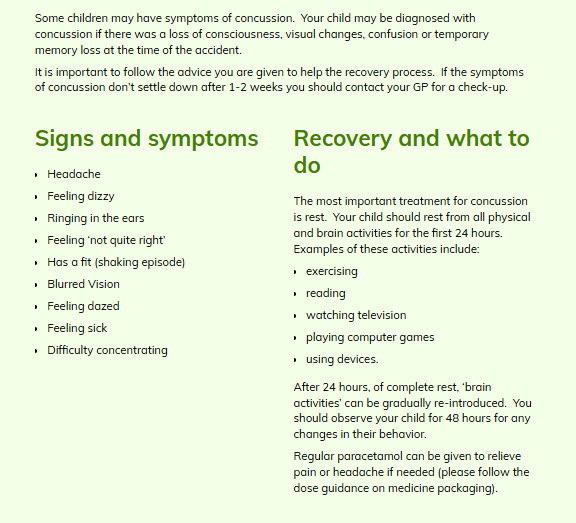 Some children may have symptoms of concussion.  Your child may be diagnosed with
concussion if there was a loss of consciousness, visual changes, confusion or temporary
memory loss at the time of the accident.
It is important to follow the advice you are given to help the recovery process.  If the symptoms
of concussion don't settle down after 1-2 weeks you should contact your GP for a check-up.
Signs and symptoms
Headache
Feeling dizzy
Ringing in the ears
Feeling ‘not quite right’
Has a fit (shaking episode)
Blurred Vision
Feeling dazed
Feeling sick
Difficulty concentrating
Recovery and what to
do
The most important treatment for concussion
is rest.  Your child should rest from all physical
and brain activities for the first 24 hours.
Examples of these activities include:
exercising
reading
watching television
playing computer games
using devices.
After 24 hours, of complete rest, ‘brain
activities’ can be gradually re-introduced.  You
should observe your child for 48 hours for any
changes in their behavior.
Regular paracetamol can be given to relieve
pain or headache if needed (please follow the
dose guidance on medicine packaging).